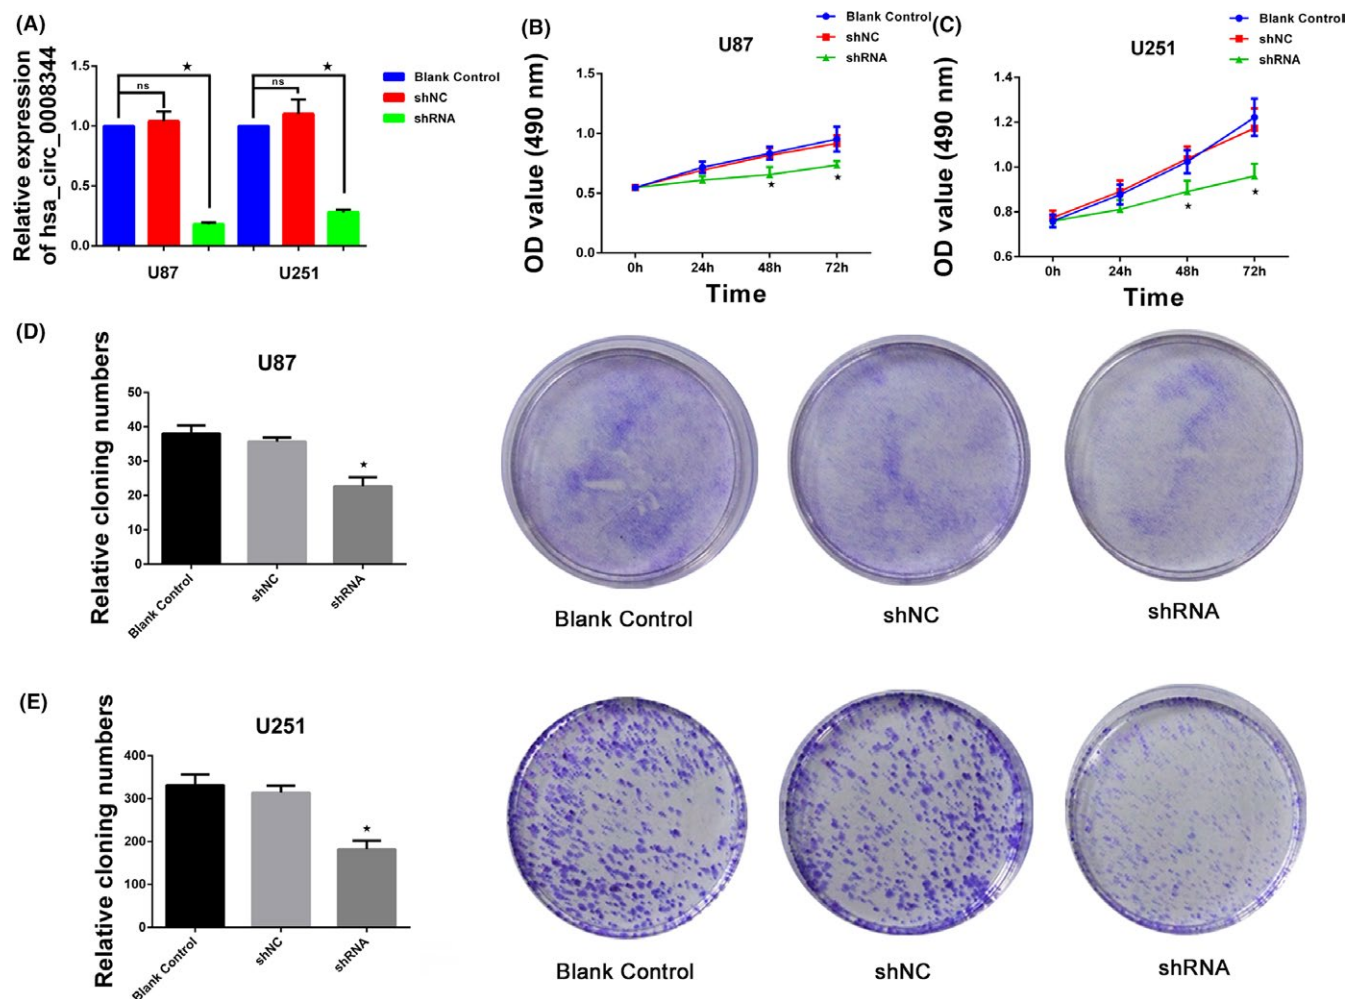 (A)
Relative expression
of hsa_circ_0008344
1.5
1.0
0.5
0.0
ns
★
ns
★
U87
U251
Blank Control
shNC
shRNA
(B)
U87
Blank Control
shNC
shRNA
OD value (490 nm)
1.5
1.0
0.5
0.0
★
★
0h
24h
48h
72h
Time
(C)
U251
Blank Control
shNC
shRNA
OD value (490 nm)
1.4
1.2
1.0
0.8
0.6
★
★
0h
24h
48h
72h
Time
(D)
U87
Relative cloning numbers
50
40
30
20
10
0
★
Blank Control
shNC
shRNA
Blank Control
shNC
shRNA
(E)
U251
Relative cloning numbers
400
300
200
100
0
★
Blank Control
shNC
shRNA
Blank Control
shNC
shRNA